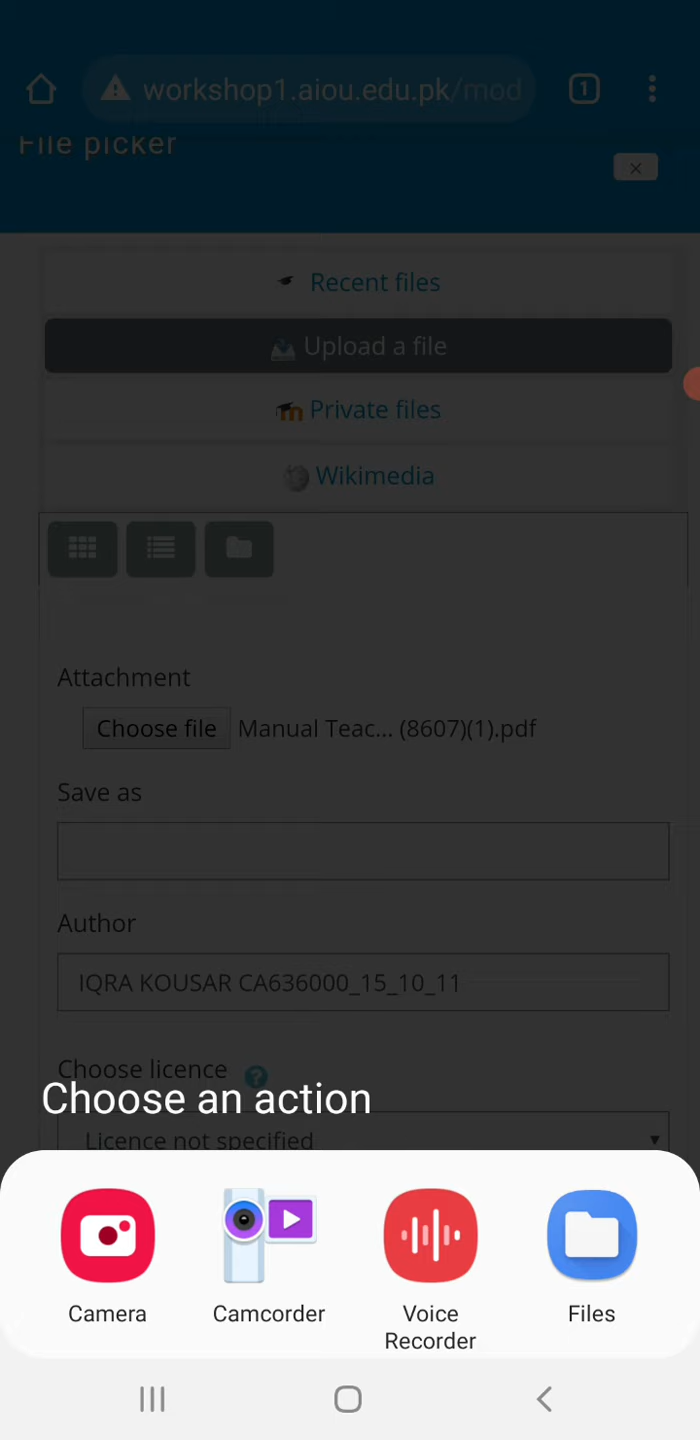 workshop1.aiou.edu.pk/mod
1
File picker
Recent files
Upload a file
Private files
Wikimedia
Attachment
Choose file Manual Teac... (8607)(1).pdf
Save as
Author
IQRA KOUSAR CA636000_15_10_11
Choose licence ?
Choose an action
Licence not specified
Camera
Camcorder
Voice
Recorder
Files